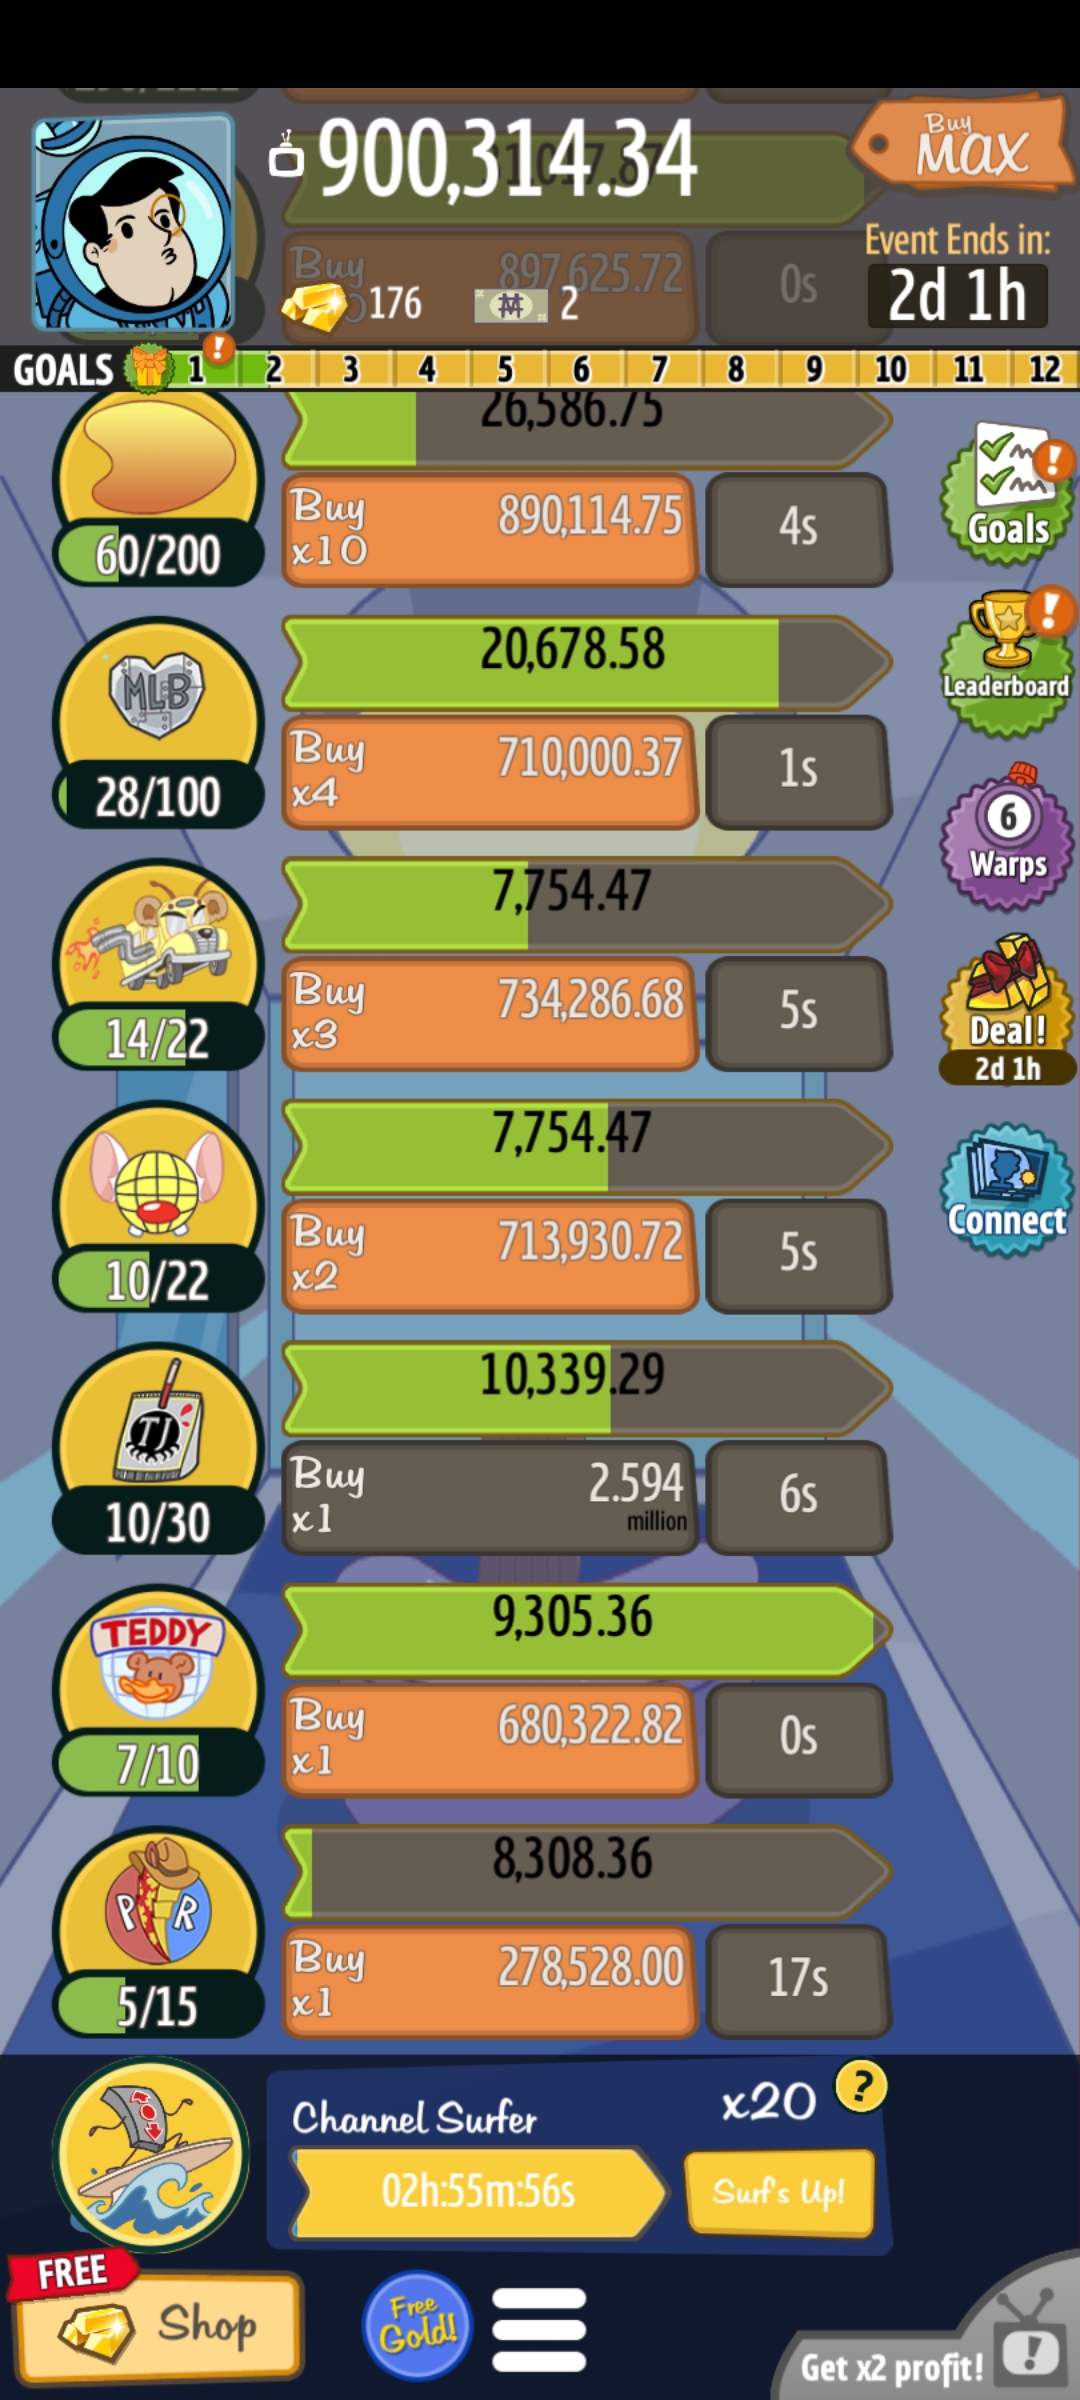 900,314.34
Buy
MAX
Event Ends in:
2d 1h
Buy
897,625.72
0s
176
2
GOALS 1 ! 2 3 4 5 6 7 8 9 10 11 12
26,586.75
Buy
x10
890,114.75
4s
60/200
!
Goals
MLB
20,678.58
Buy
x4
710,000.37
1s
28/100
!
Leaderboard
6
Warps
7,754.47
Buy
x3
734,286.68
5s
14/22
Deal!
2d 1h
7,754.47
Buy
x2
713,930.72
5s
10/22
Connect
TJ
10,339.29
Buy
x1
2.594
million
6s
10/30
TEDDY
9,305.36
Buy
x1
680,322.82
0s
7/10
P R
8,308.36
Buy
x1
278,528.00
17s
5/15
Channel Surfer
x20
?
02h:55m:56s
Surf's Up!
FREE
Shop
Free
Gold!
Get x2 profit!
!